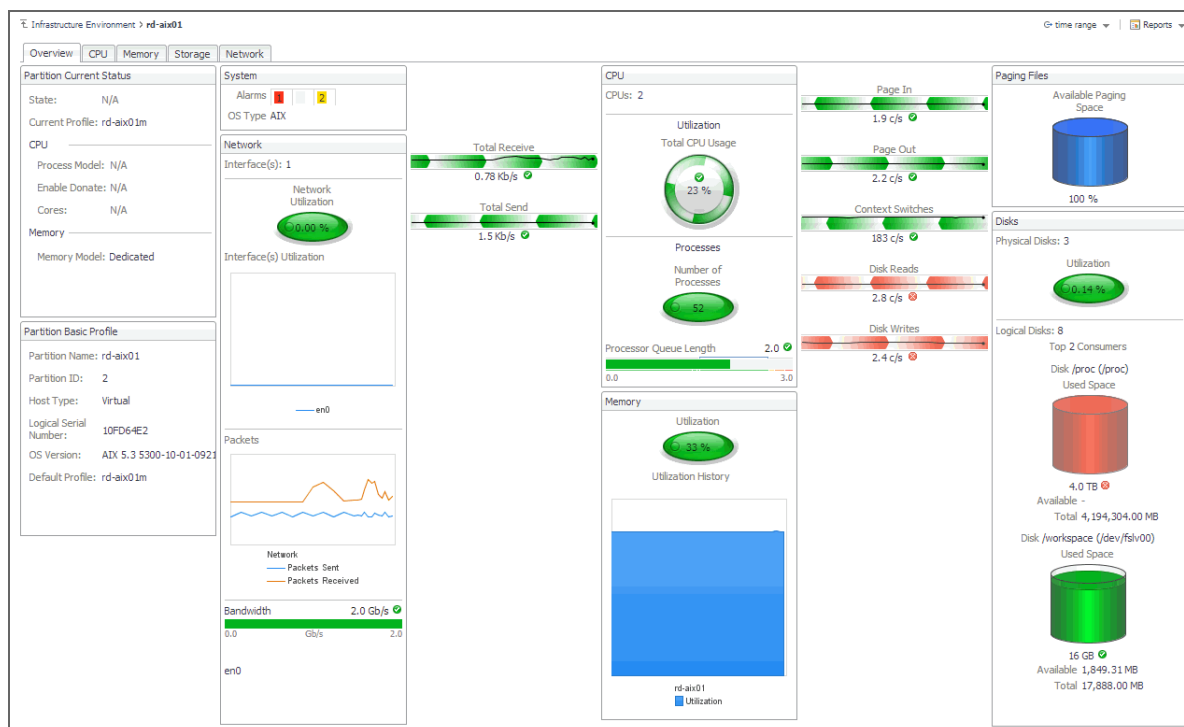 Infrastructure Environment > rd-aix01
time range
Reports
Overview
CPU
Memory
Storage
Network
Partition Current Status
State: N/A
Current Profile: rd-aix01m
CPU
Process Model: N/A
Enable Donate: N/A
Cores: N/A
Memory
Memory Model: Dedicated
Partition Basic Profile
Partition Name: rd-aix01
Partition ID: 2
Host Type: Virtual
Logical Serial
Number: 10FD64E2
OS Version: AIX 5.3 5300-10-01-0921
Default Profile: rd-aix01m
System
Alarms 1 2
OS Type AIX
Network
Interface(s): 1
Network
Utilization
0.00 %
Interface(s) Utilization
en0
Packets
Network
Packets Sent
Packets Received
Bandwidth 2.0 Gb/s
0.0 Gb/s 2.0
en0
Total Receive
0.78 Kb/s
Total Send
1.5 Kb/s
CPU
CPUs: 2
Utilization
Total CPU Usage
23 %
Processes
Number of
Processes
52
Processor Queue Length 2.0
0.0 3.0
Memory
Utilization
33 %
Utilization History
rd-aix01
Utilization
Page In
1.9 c/s
Page Out
2.2 c/s
Context Switches
183 c/s
Disk Reads
2.8 c/s
Disk Writes
2.4 c/s
Paging Files
Available Paging
Space
100 %
Disks
Physical Disks: 3
Utilization
0.14 %
Logical Disks: 8
Top 2 Consumers
Disk /proc (/proc)
Used Space
4.0 TB
Available -
Total 4,194,304.00 MB
Disk /workspace (/dev/fslv00)
Used Space
16 GB
Available 1,849.31 MB
Total 17,888.00 MB